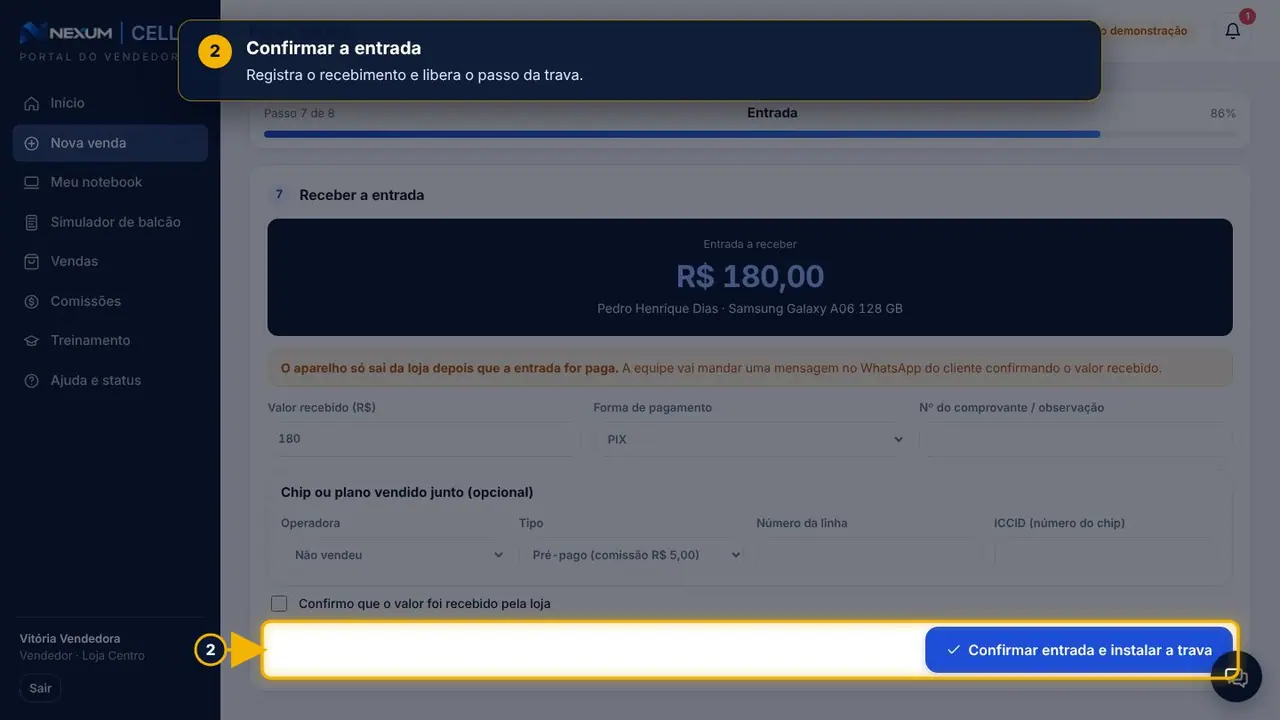 NEXUM | CELL
PORTAL DO VENDEDOR
2
Confirmar a entrada
Registra o recebimento e libera o passo da trava.
o demonstração
1
Início
Nova venda
Meu notebook
Simulador de balcão
Vendas
Comissões
Treinamento
Ajuda e status
Passo 7 de 8
Entrada
86%
7
Receber a entrada
Entrada a receber
R$ 180,00
Pedro Henrique Dias · Samsung Galaxy A06 128 GB
O aparelho só sai da loja depois que a entrada for paga. A equipe vai mandar uma mensagem no WhatsApp do cliente confirmando o valor recebido.
Valor recebido (R$)
Forma de pagamento
Nº do comprovante / observação
180
PIX
Chip ou plano vendido junto (opcional)
Operadora
Tipo
Número da linha
ICCID (número do chip)
Não vendeu
Pré-pago (comissão R$ 5,00)
Confirmo que o valor foi recebido pela loja
2
Confirmar entrada e instalar a trava
Vitória Vendedora
Vendedor · Loja Centro
Sair